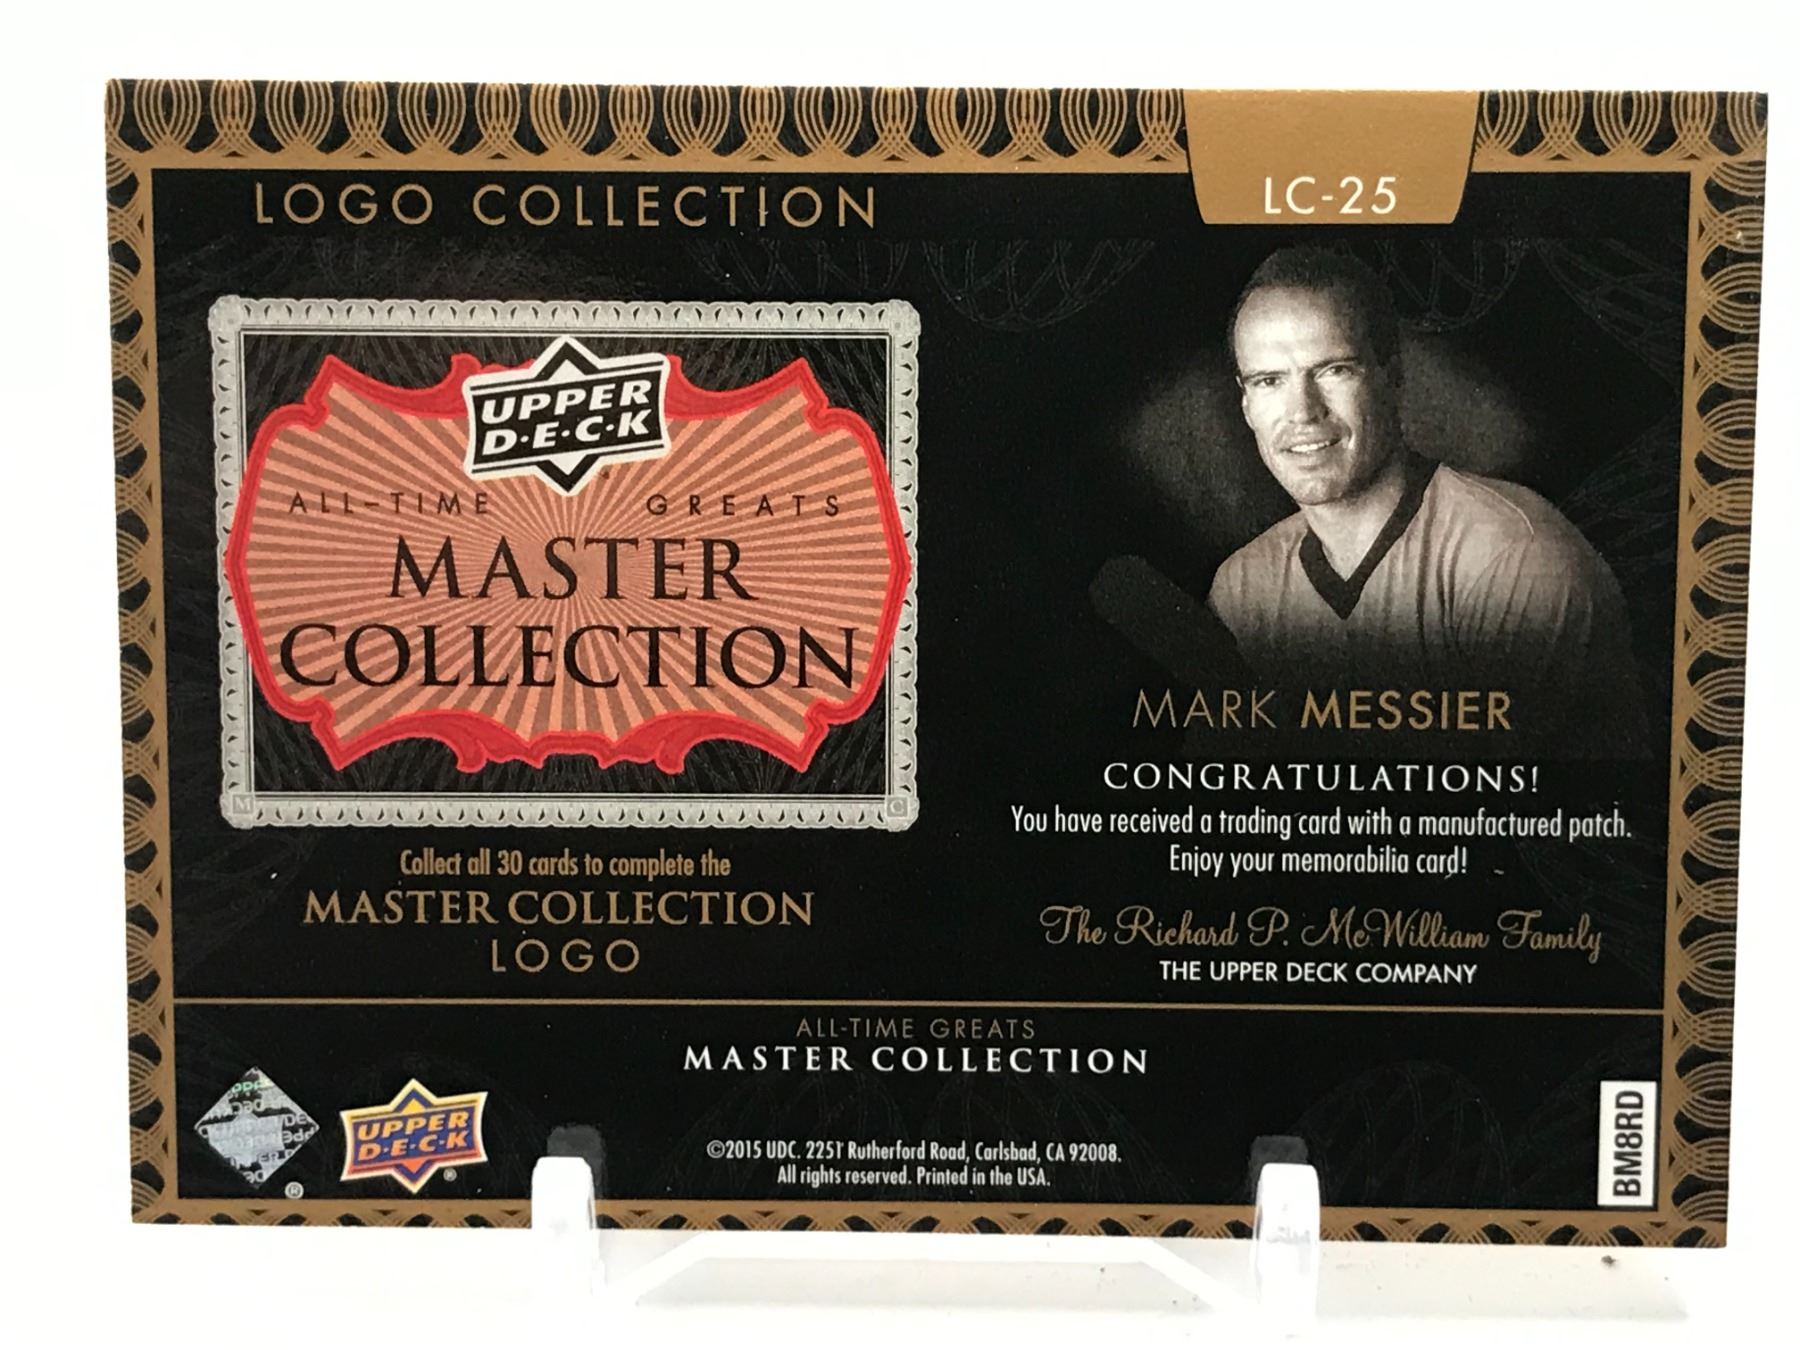 LOGO COLLECTION
LC-25
UPPER
D·E·C·K
ALL-TIME GREATS
MASTER
COLLECTION
M C
Collect all 30 cards to complete the
MASTER COLLECTION
LOGO
MARK MESSIER
CONGRATULATIONS!
You have received a trading card with a manufactured patch.
Enjoy your memorabilia card!
The Richard P. McWilliam Family
THE UPPER DECK COMPANY
ALL-TIME GREATS
MASTER COLLECTION
®
UPPER
D·E·C·K
®
©2015 UDC. 2251 Rutherford Road, Carlsbad, CA 92008.
All rights reserved. Printed in the USA.
BM8RD